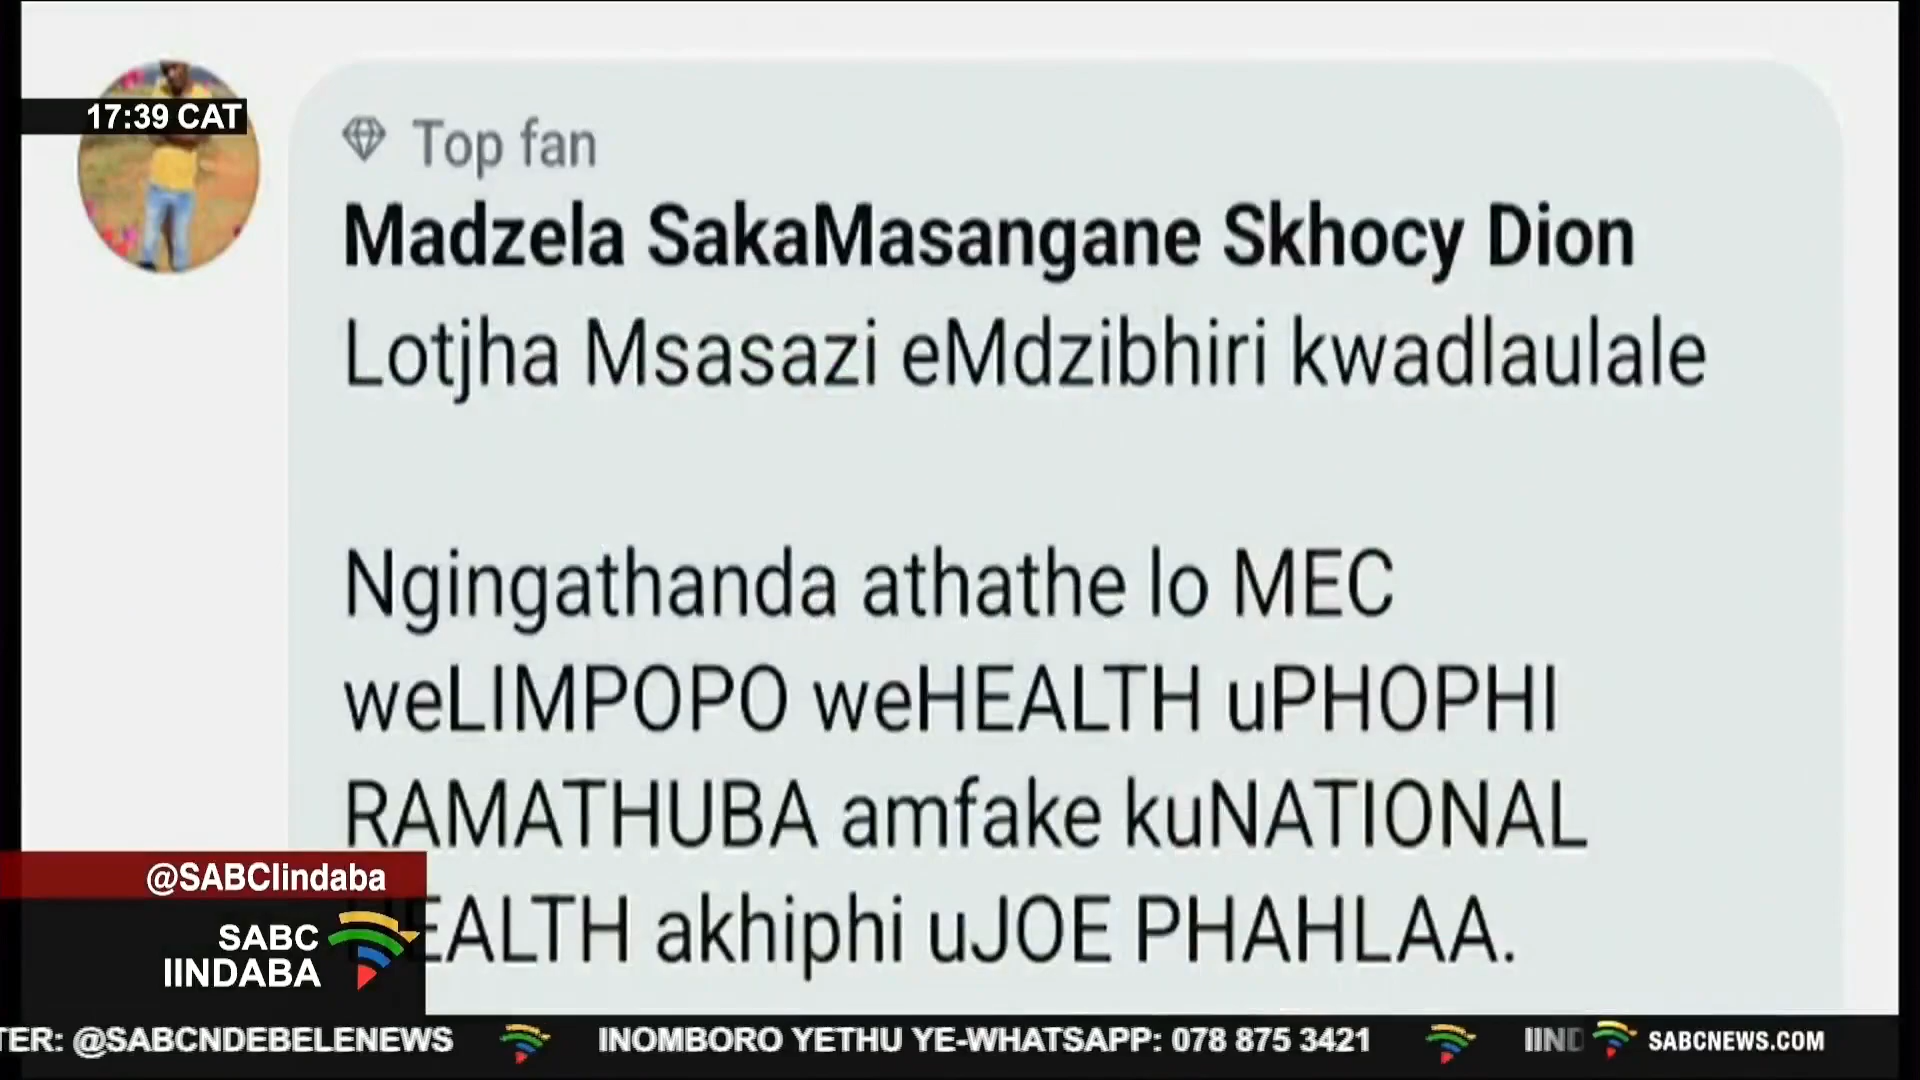 17:39 CAT
Top fan
Madzela SakaMasangane Skhocy Dion
Lotjha Msasazi eMdzibhiri kwadlaulale
Ngingathanda athathe lo MEC
weLIMPOPO weHEALTH uPHOPHI
RAMATHUBA amfake kuNATIONAL
HEALTH akhiphi uJOE PHAHLAA.
@SABCIindaba
SABC
IINDABA
TER: @SABCNDEBELENEWS INOMBORO YETHU YE-WHATSAPP: 078 875 3421 IIND SABCNEWS.COM